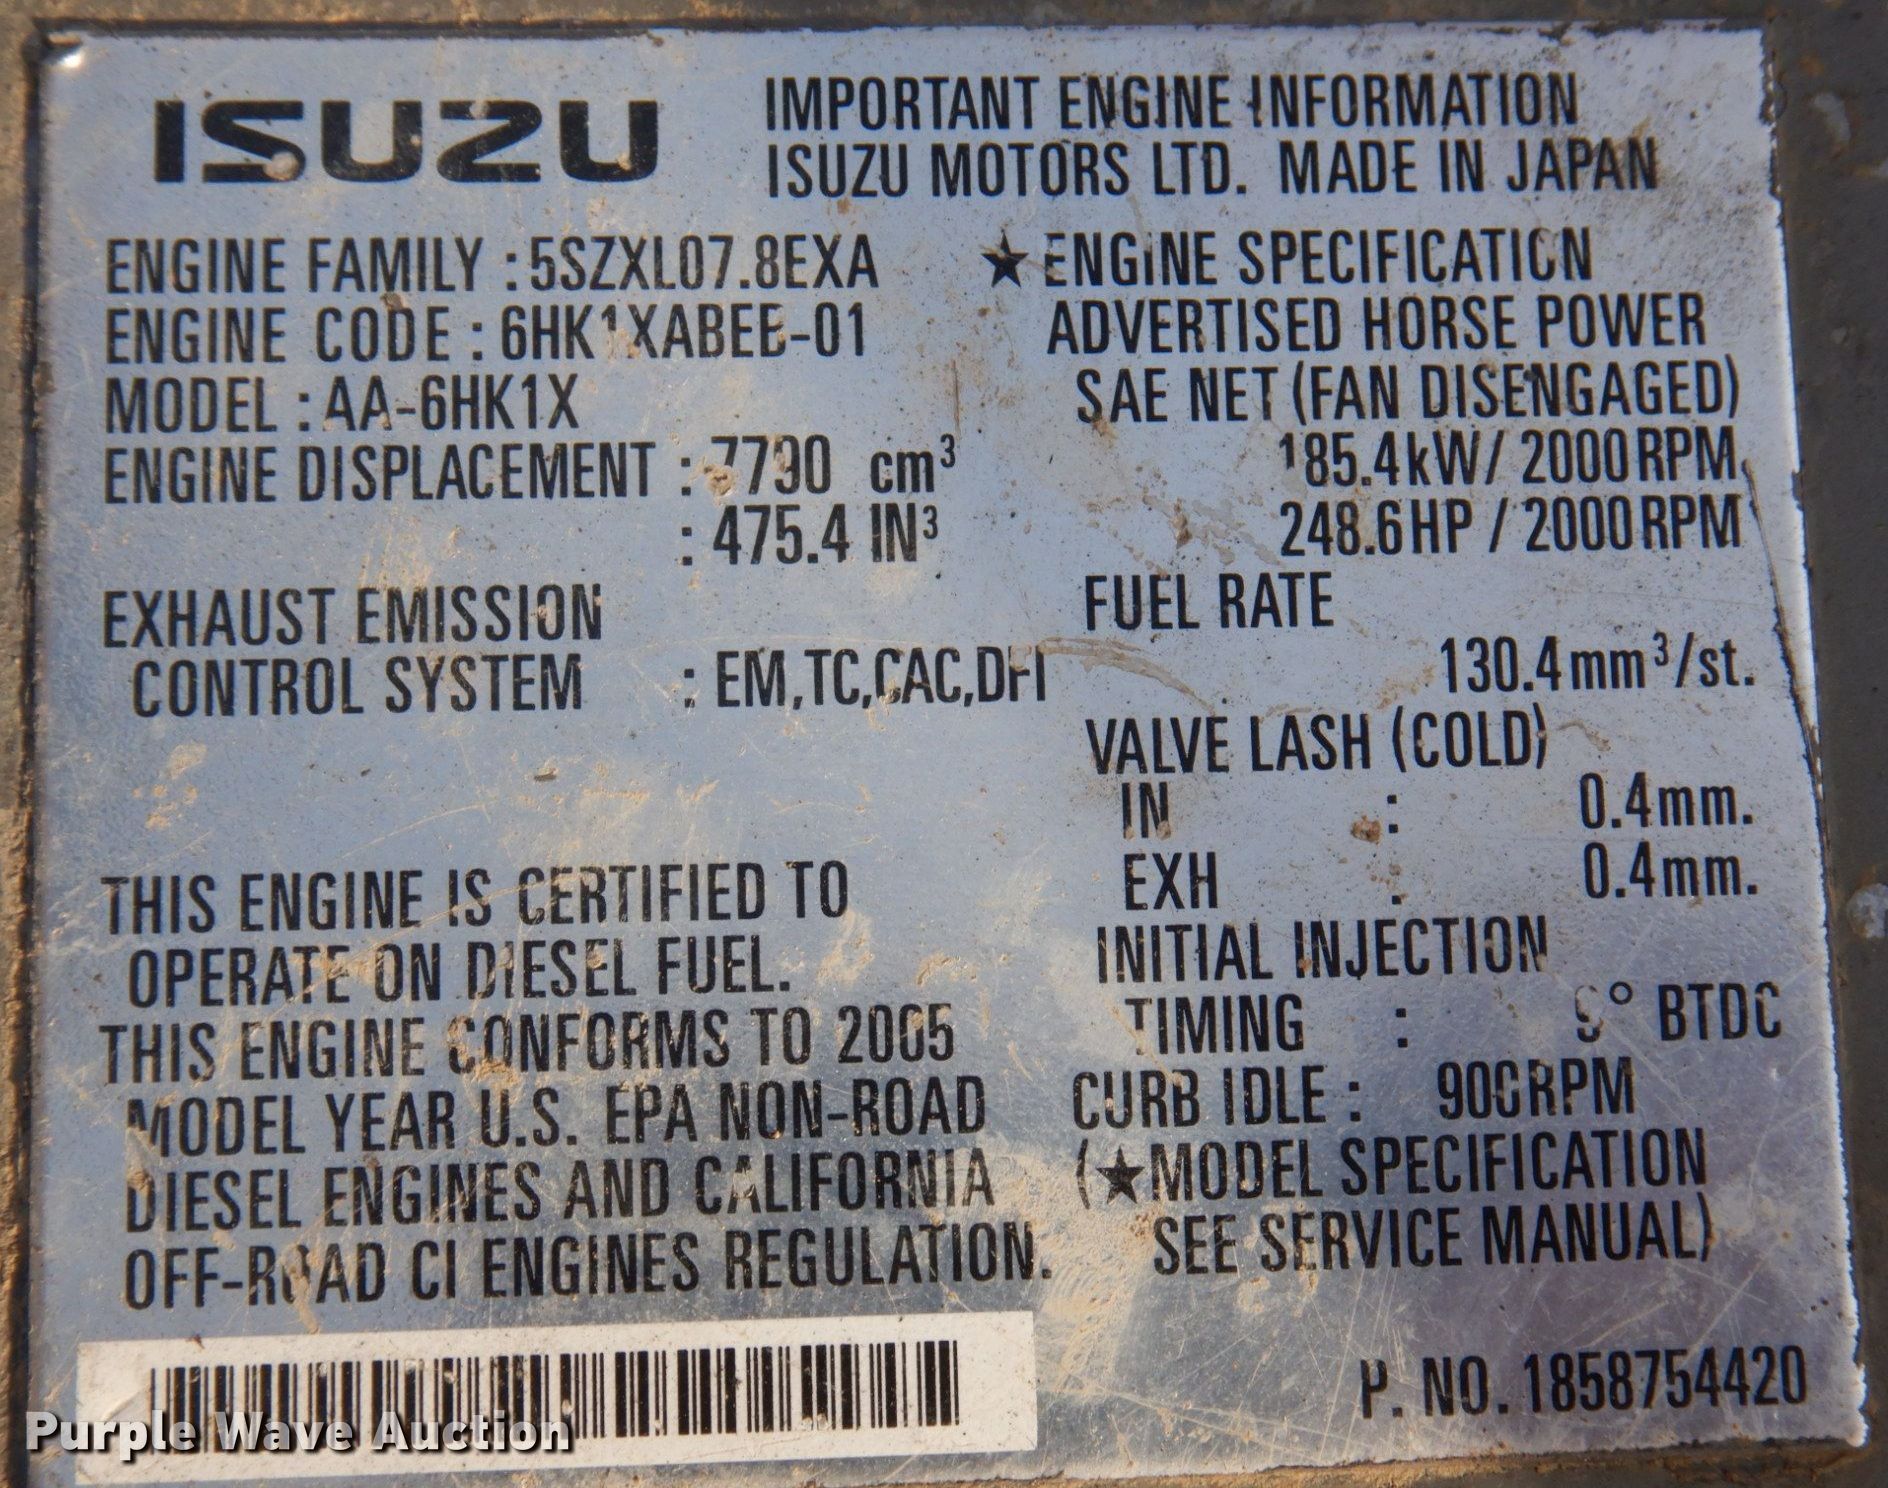 ISUZU
IMPORTANT ENGINE INFORMATION
ISUZU MOTORS LTD. MADE IN JAPAN
ENGINE FAMILY : 5SZXL07.8EXA
ENGINE CODE : 6HK1XABEB-01
MODEL : AA-6HK1X
ENGINE DISPLACEMENT : 7790 cm³
: 475.4 IN³
EXHAUST EMISSION
CONTROL SYSTEM : EM,TC,CAC,DFI
THIS ENGINE IS CERTIFIED TO
OPERATE ON DIESEL FUEL.
THIS ENGINE CONFORMS TO 2005
MODEL YEAR U.S. EPA NON-ROAD
DIESEL ENGINES AND CALIFORNIA
OFF-ROAD CI ENGINES REGULATION.
★ENGINE SPECIFICATION
ADVERTISED HORSE POWER
SAE NET (FAN DISENGAGED)
185.4kW/ 2000RPM
248.6HP / 2000RPM
FUEL RATE
130.4mm³/st.
VALVE LASH (COLD)
IN : 0.4mm.
EXH : 0.4mm.
INITIAL INJECTION
TIMING : 9° BTDC
CURB IDLE : 900RPM
(★MODEL SPECIFICATION
SEE SERVICE MANUAL)
P. NO. 1858754420
Purple Wave Auction